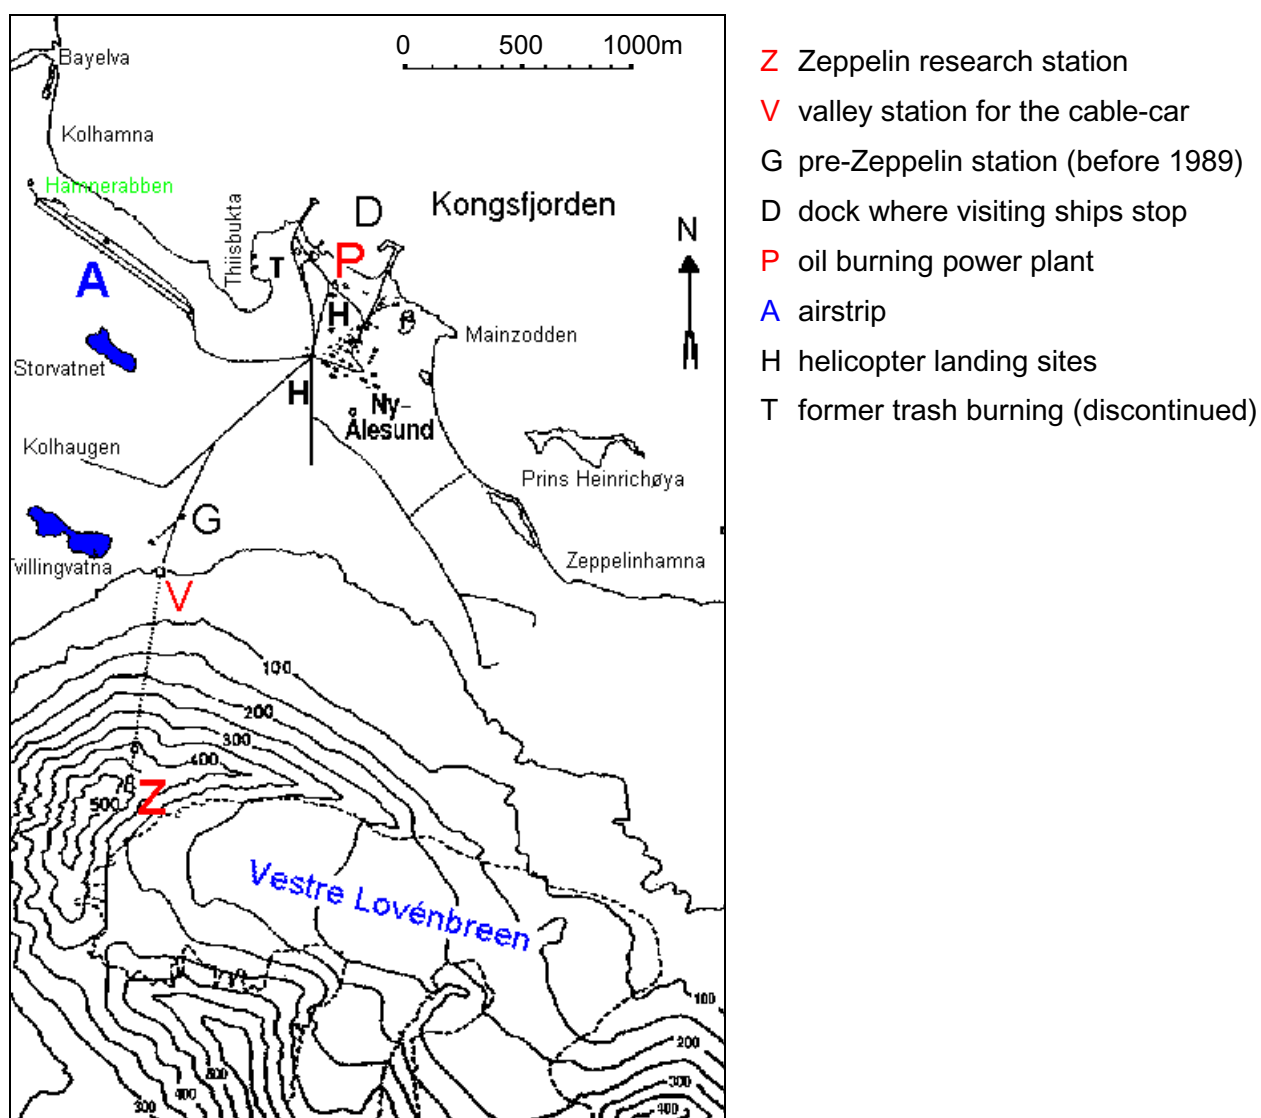 0 500 1000m
Bayelva
Kolhamna
Hamnerabben
Thiisbukta
D
Kongsfjorden
N
T
P
A
H
Mainzodden
Storvatnet
H
Ny-
Ålesund
Kolhaugen
Prins Heinrichøya
G
Zeppelinhamna
Tvillingvatna
V
100
200
300
400
500
Z
Vestre Lovénbreen
100
200
300
400
500
400
300
Z Zeppelin research station
V valley station for the cable-car
G pre-Zeppelin station (before 1989)
D dock where visiting ships stop
P oil burning power plant
A airstrip
H helicopter landing sites
T former trash burning (discontinued)